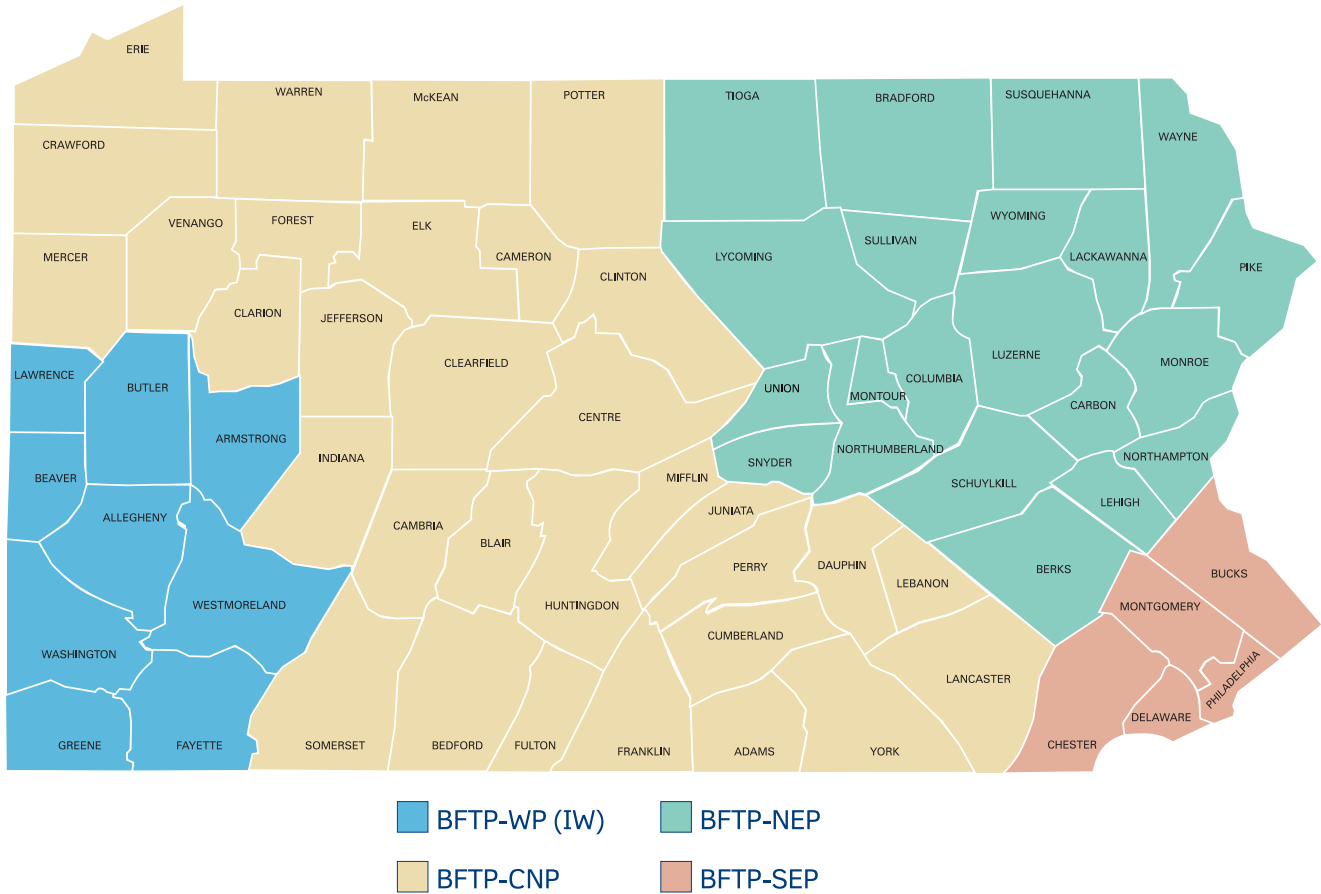 ERIE
WARREN
McKEAN
POTTER
TIOGA
BRADFORD
SUSQUEHANNA
WAYNE
CRAWFORD
VENANGO
FOREST
ELK
CAMERON
CLINTON
LYCOMING
SULLIVAN
WYOMING
LACKAWANNA
PIKE
MERCER
CLARION
JEFFERSON
CLEARFIELD
CENTRE
UNION
MONTOUR
COLUMBIA
LUZERNE
CARBON
MONROE
LAWRENCE
BUTLER
ARMSTRONG
INDIANA
MIFFLIN
SNYDER
NORTHUMBERLAND
SCHUYLKILL
NORTHAMPTON
LEHIGH
BEAVER
ALLEGHENY
CAMBRIA
BLAIR
JUNIATA
PERRY
DAUPHIN
LEBANON
BERKS
BUCKS
WESTMORELAND
HUNTINGDON
CUMBERLAND
MONTGOMERY
WASHINGTON
LANCASTER
PHILADELPHIA
DELAWARE
GREENE
FAYETTE
SOMERSET
BEDFORD
FULTON
FRANKLIN
ADAMS
YORK
CHESTER
BFTP-WP (IW)
BFTP-NEP
BFTP-CNP
BFTP-SEP